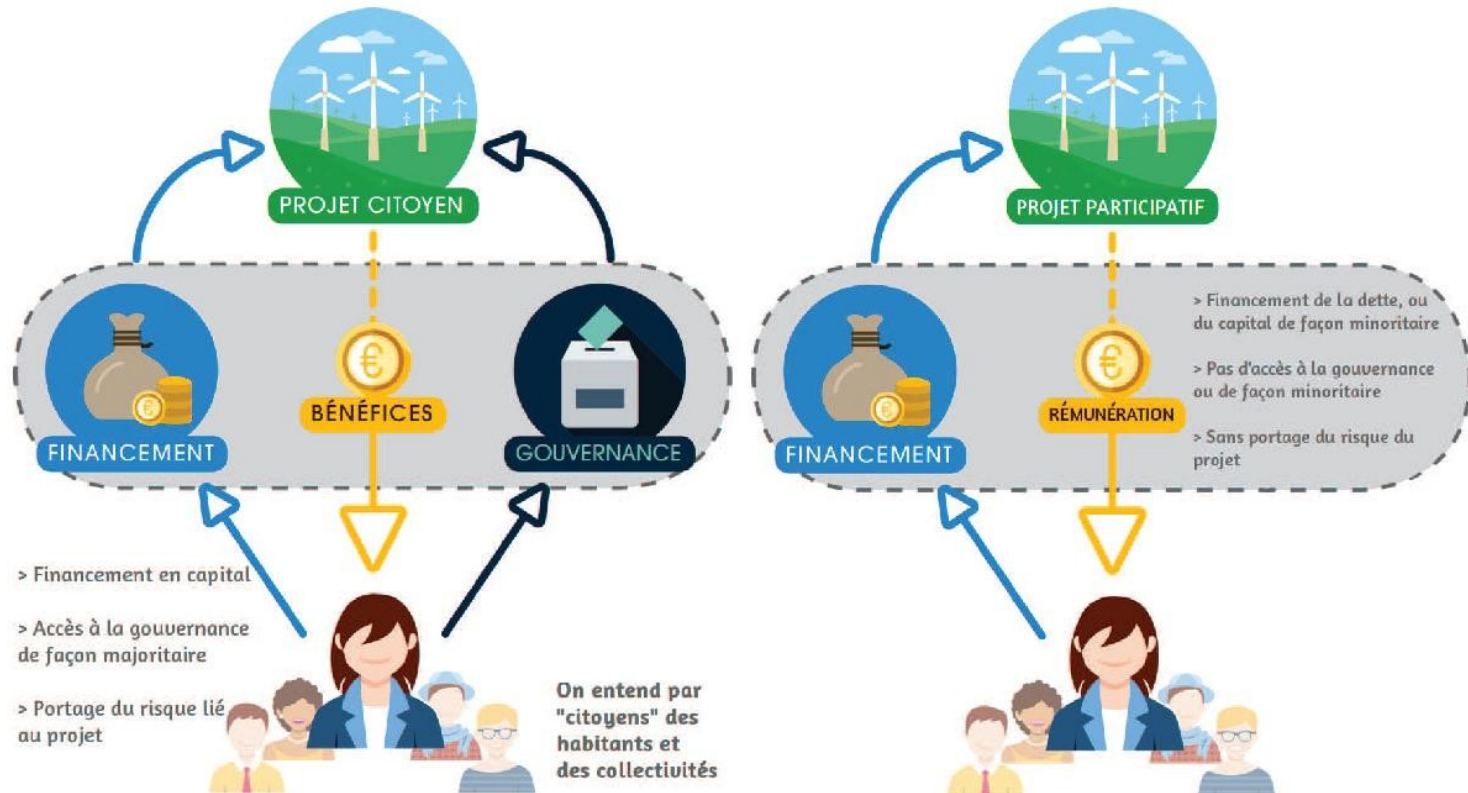 PROJET CITOYEN
FINANCEMENT
BÉNÉFICES
GOUVERNANCE
> Financement en capital
> Accès à la gouvernance
de façon majoritaire
> Portage du risque lié
au projet
On entend par
"citoyens" des
habitants et
des collectivités
PROJET PARTICIPATIF
FINANCEMENT
RÉMUNÉRATION
> Financement de la dette, ou
du capital de façon minoritaire
> Pas d'accès à la gouvernance
ou de façon minoritaire
> Sans portage du risque du
projet